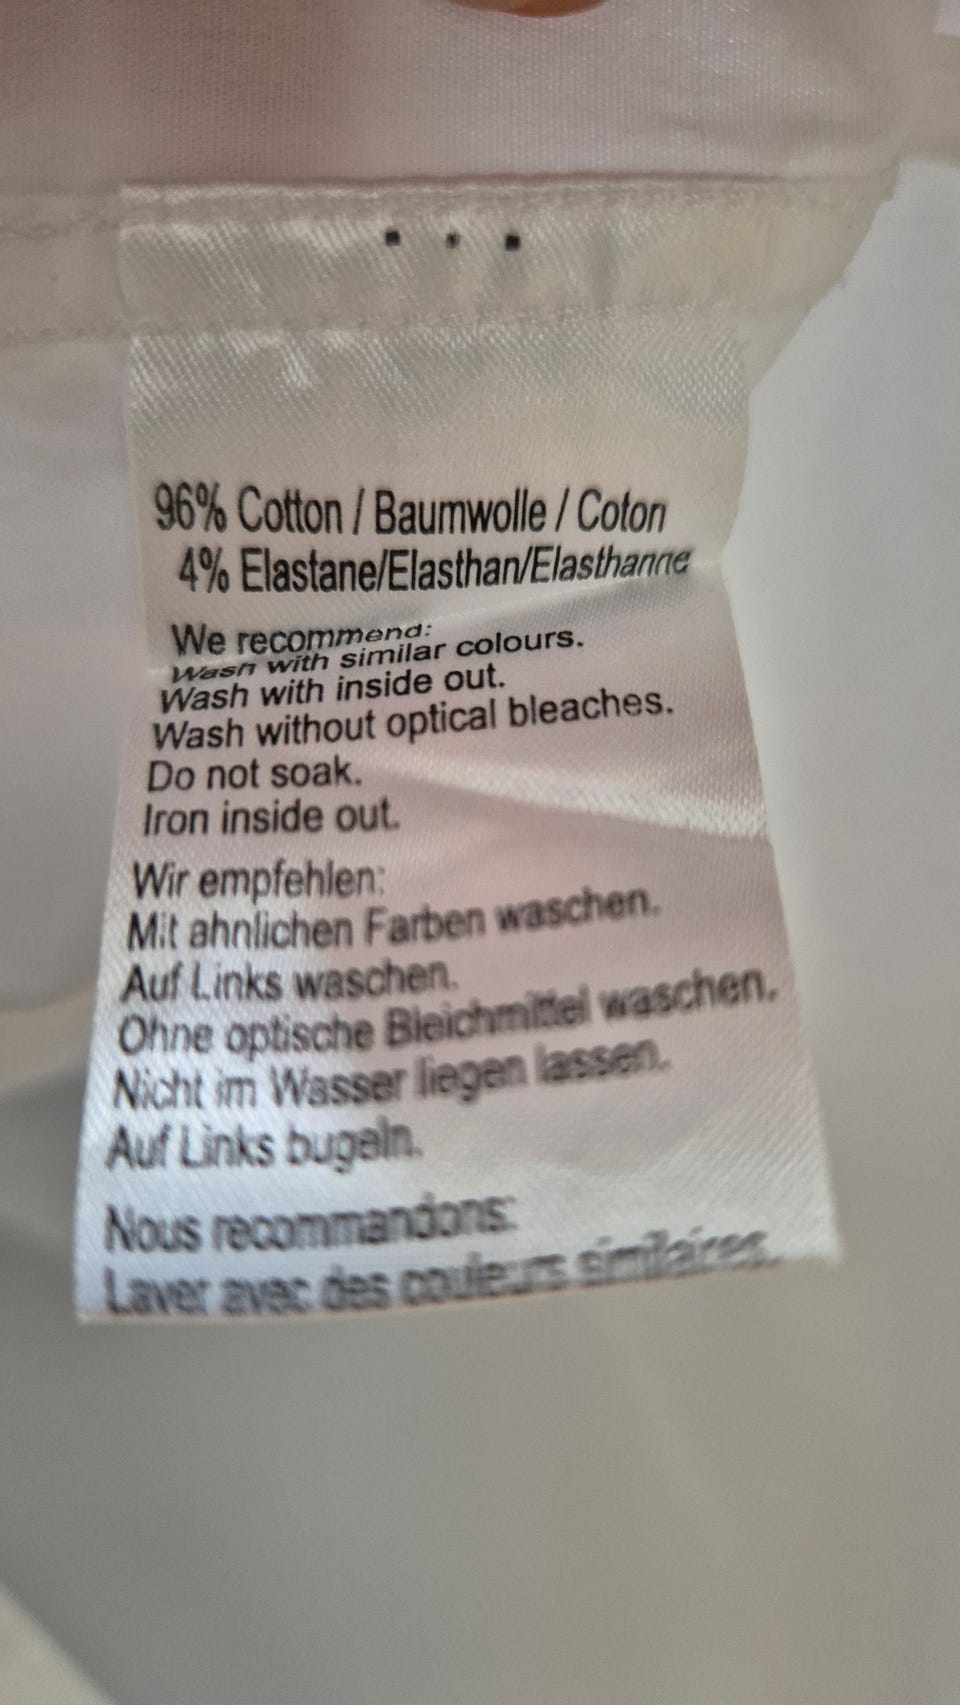 96% Cotton / Baumwolle / Coton
4% Elastane/Elasthan/Elasthanne
We recommend:
Wash with similar colours.
Wash with inside out.
Wash without optical bleaches.
Do not soak.
Iron inside out.
Wir empfehlen:
Mit ahnlichen Farben waschen.
Auf Links waschen.
Ohne optische Bleichmittel waschen.
Nicht im Wasser liegen lassen.
Auf Links bugeln.
Nous recommandons:
Laver avec des couleurs similaires.